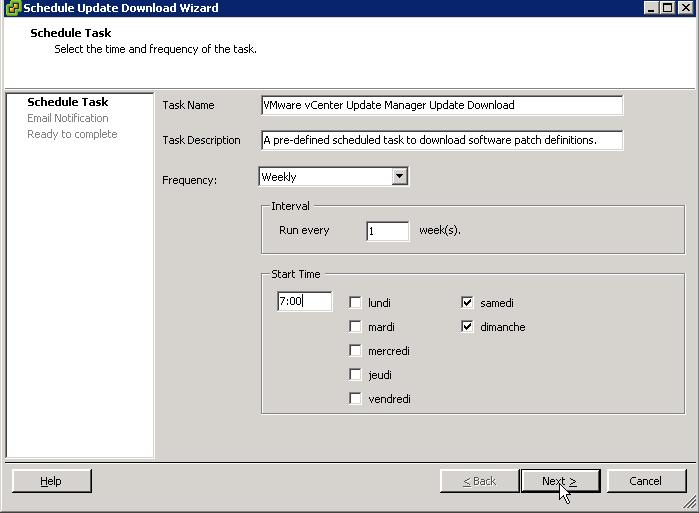 Schedule Update Download Wizard
Schedule Task
Select the time and frequency of the task.
Schedule Task
Email Notification
Ready to complete
Task Name
VMware vCenter Update Manager Update Download
Task Description
A pre-defined scheduled task to download software patch definitions.
Frequency:
Weekly
Interval
Run every 1 week(s).
Start Time
7:00
lundi
mardi
mercredi
jeudi
vendredi
samedi
dimanche
Help
< Back
Next >
Cancel